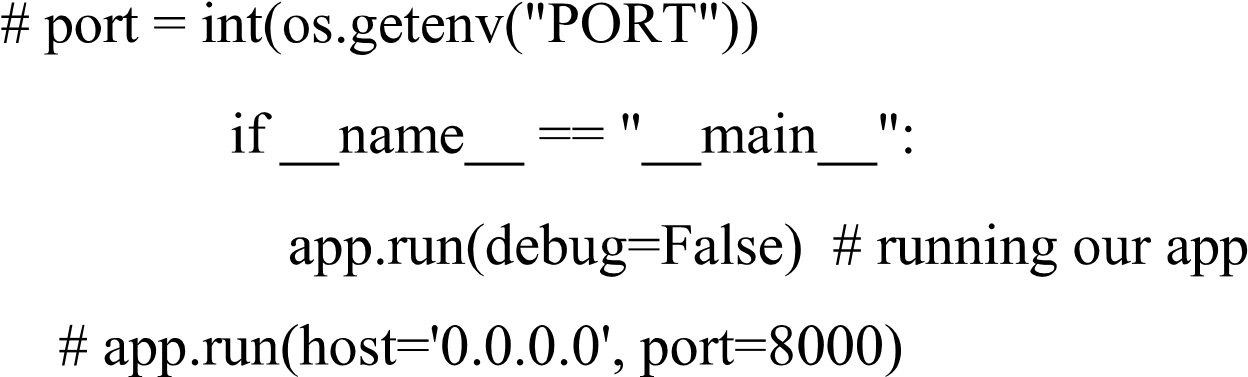 # port = int(os.getenv("PORT"))
if __name__ == "__main__":
app.run(debug=False)  # running our app
# app.run(host='0.0.0.0', port=8000)